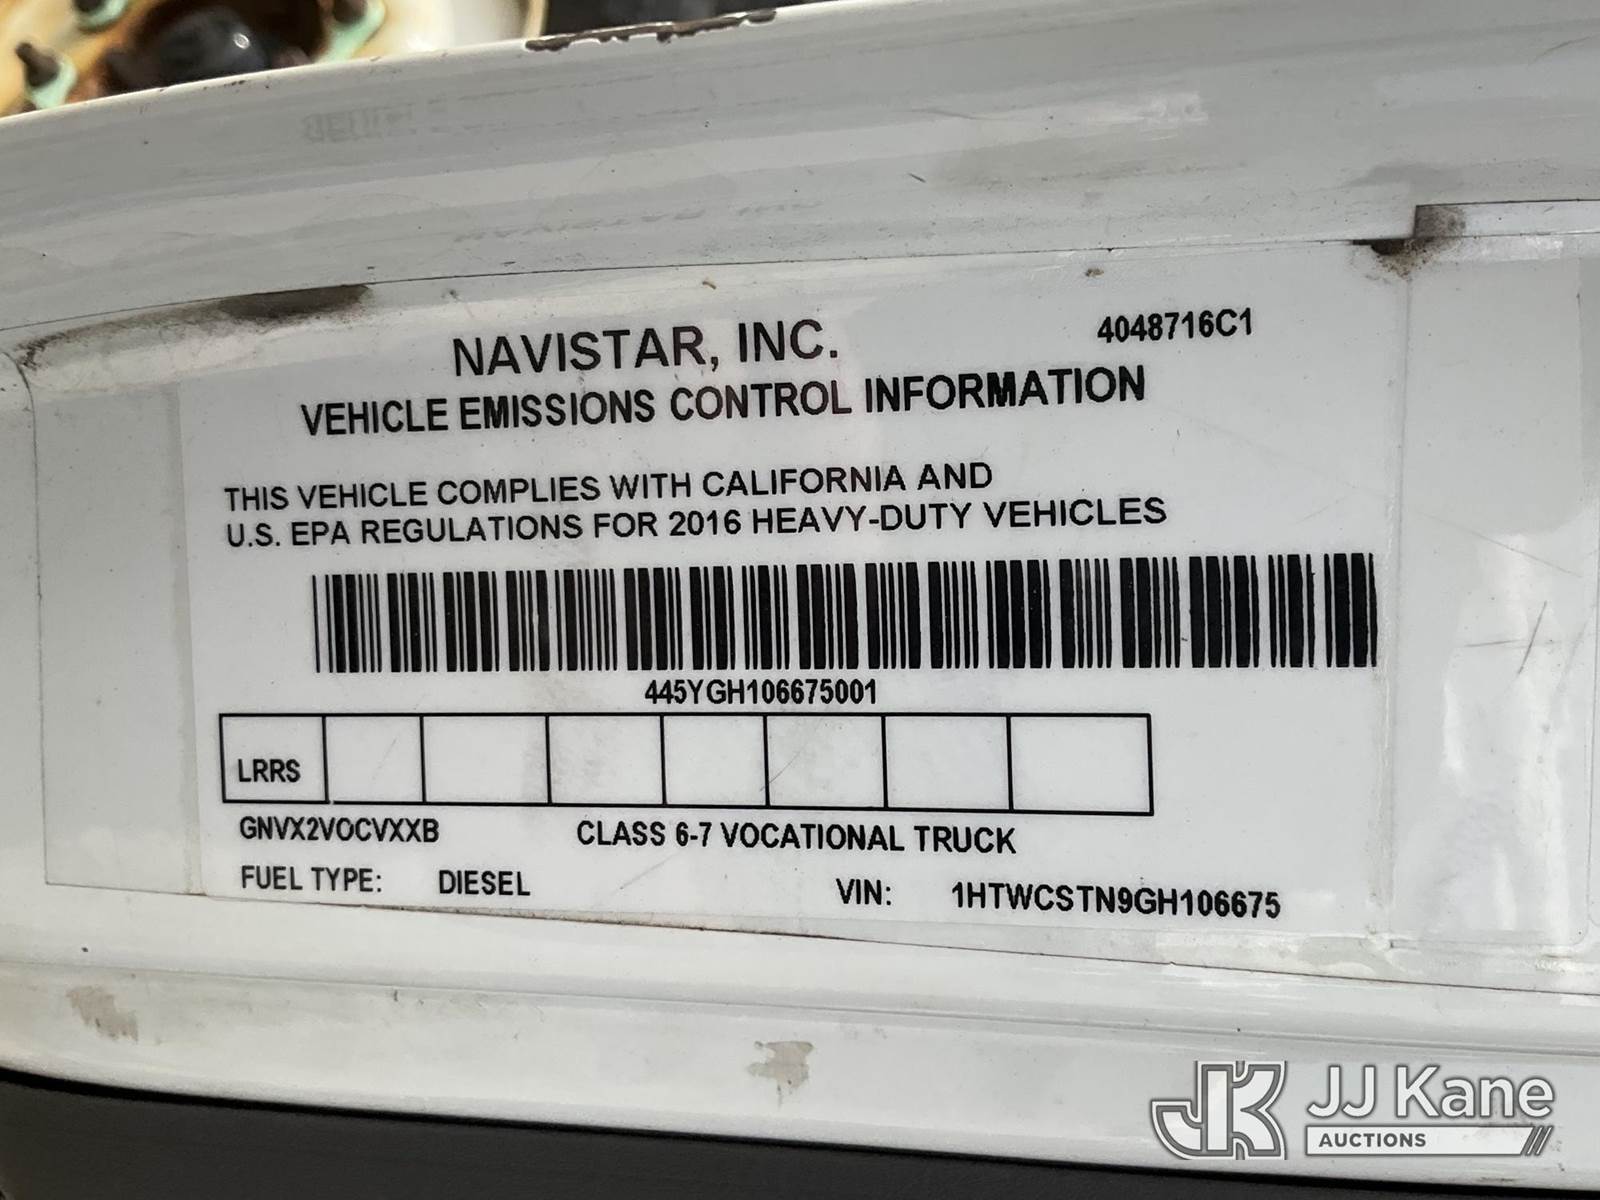 NAVISTAR, INC.
4048716C1
VEHICLE EMISSIONS CONTROL INFORMATION
THIS VEHICLE COMPLIES WITH CALIFORNIA AND
U.S. EPA REGULATIONS FOR 2016 HEAVY-DUTY VEHICLES
445YGH106675001
LRRS
GNVX2VOCVXXB CLASS 6-7 VOCATIONAL TRUCK
FUEL TYPE: DIESEL VIN: 1HTWCSTN9GH106675
JK JJ Kane
AUCTIONS